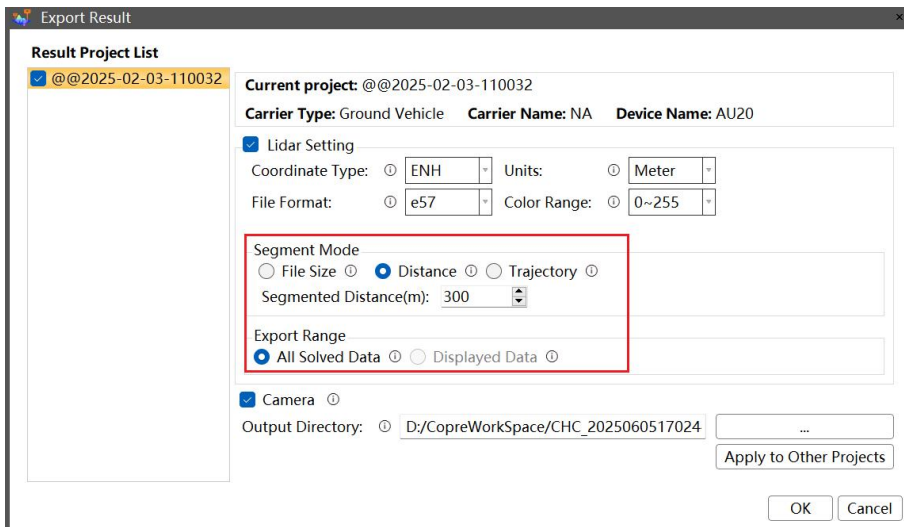 Export Result
Result Project List
@@2025-02-03-110032
Current project: @@2025-02-03-110032
Carrier Type: Ground Vehicle Carrier Name: NA Device Name: AU20
Lidar Setting
Coordinate Type: ENH Units: Meter
File Format: e57 Color Range: 0~255
Segment Mode
File Size Distance Trajectory
Segmented Distance(m): 300
Export Range
All Solved Data Displayed Data
Camera
Output Directory: D:/CopreWorkSpace/CHC_2025060517024 ...
Apply to Other Projects
OK Cancel